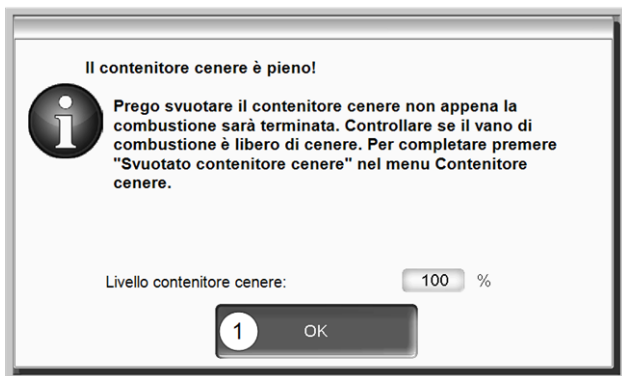 Il contenitore cenere è pieno!
Prego svuotare il contenitore cenere non appena la
combustione sarà terminata. Controllare se il vano di
combustione è libero di cenere. Per completare premere
"Svuotato contenitore cenere" nel menu Contenitore
cenere.
Livello contenitore cenere: 100 %
1 OK